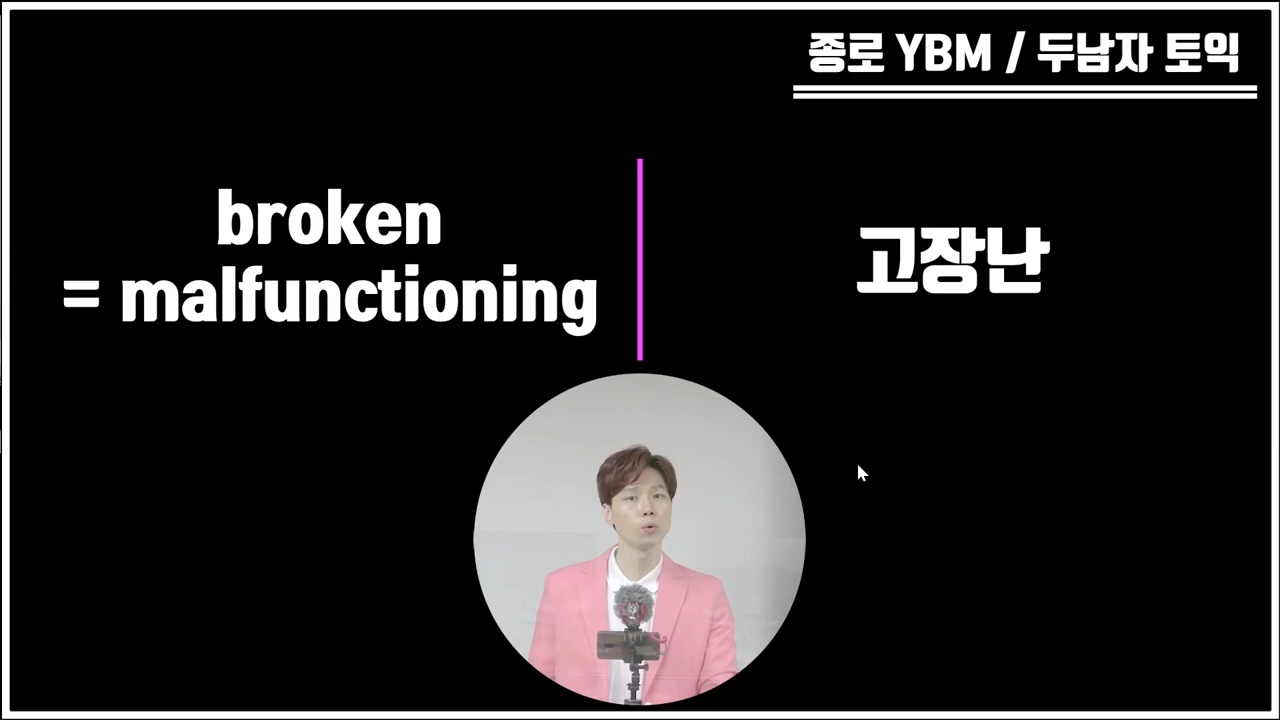 종로 YBM / 두남자 토익
broken
= malfunctioning
고장난